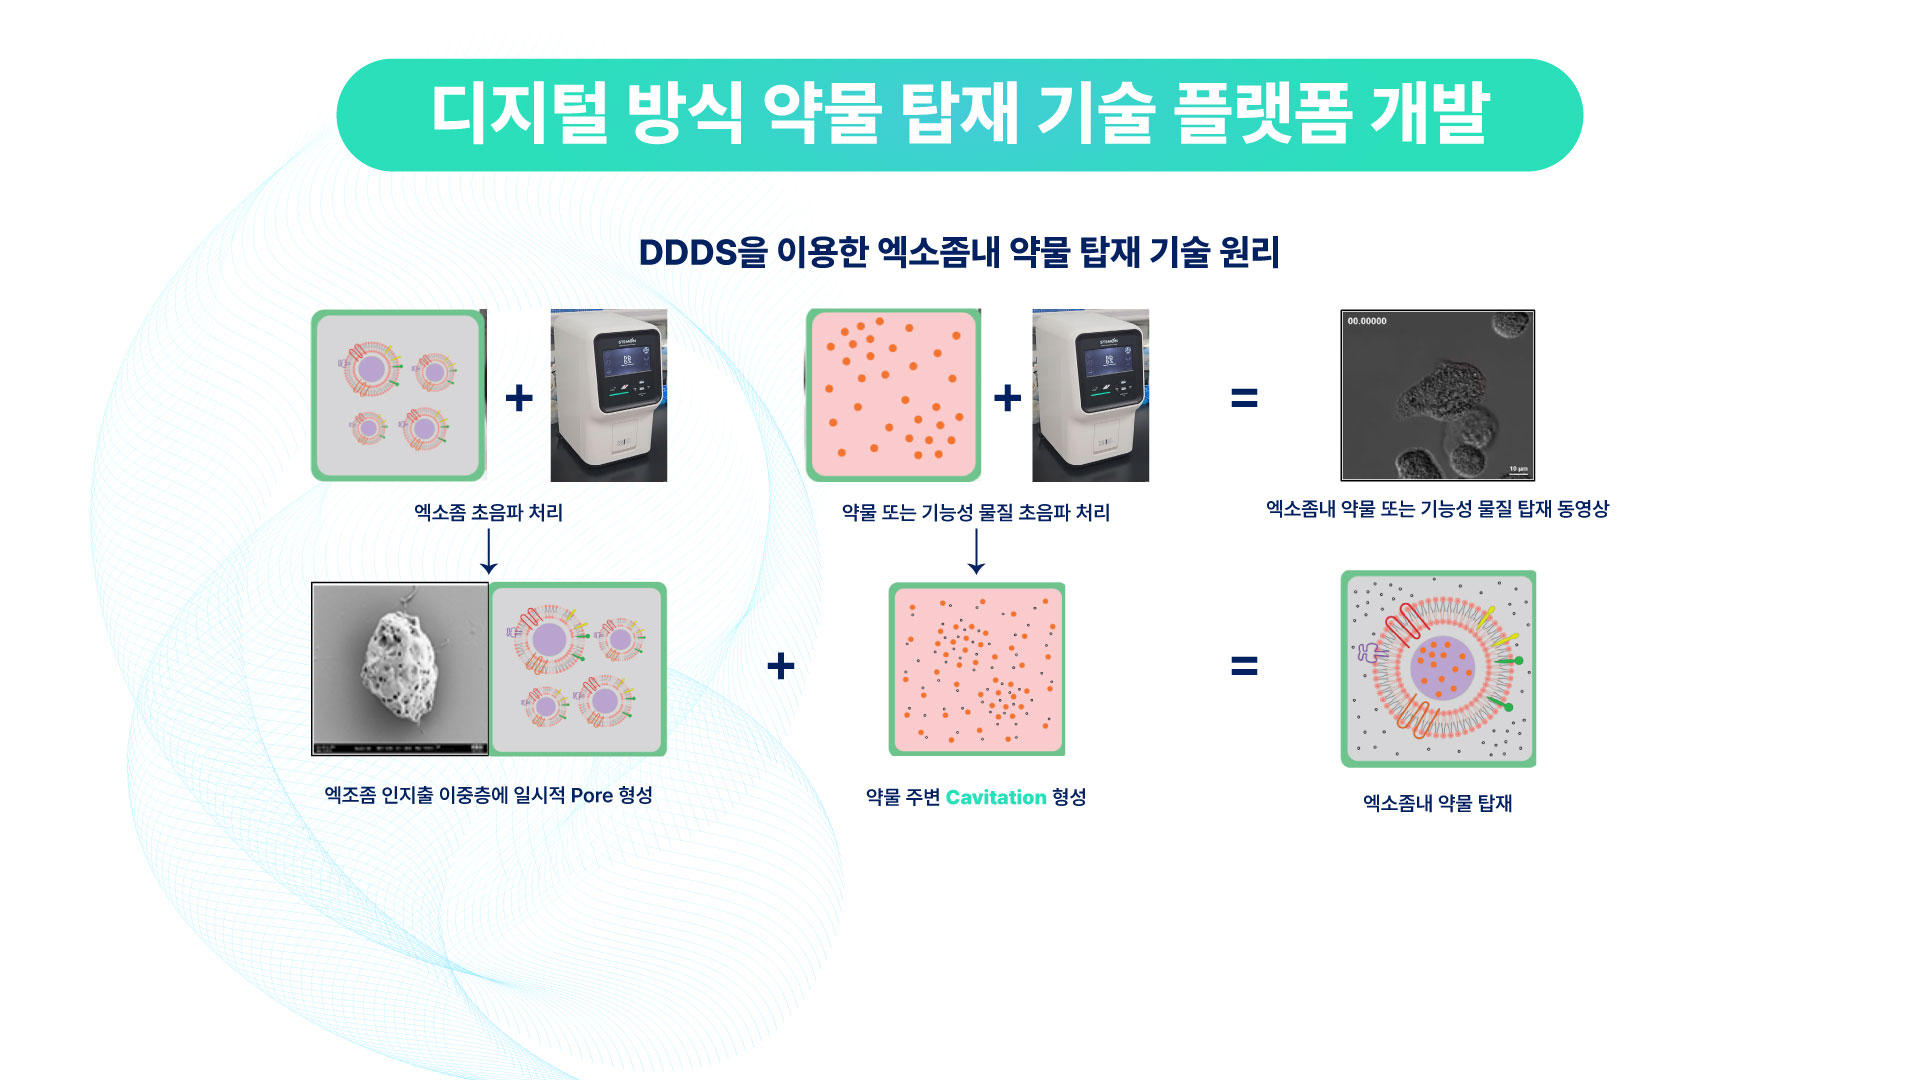 디지털 방식 약물 탑재 기술 플랫폼 개발
DDDS을 이용한 엑소좀내 약물 탑재 기술 원리
STEMON
STEMON
00.00000
10 µm
엑소좀 초음파 처리
약물 또는 기능성 물질 초음파 처리
엑소좀내 약물 또는 기능성 물질 탑재 동영상
엑조좀 인지출 이중층에 일시적 Pore 형성
약물 주변 Cavitation 형성
엑소좀내 약물 탑재